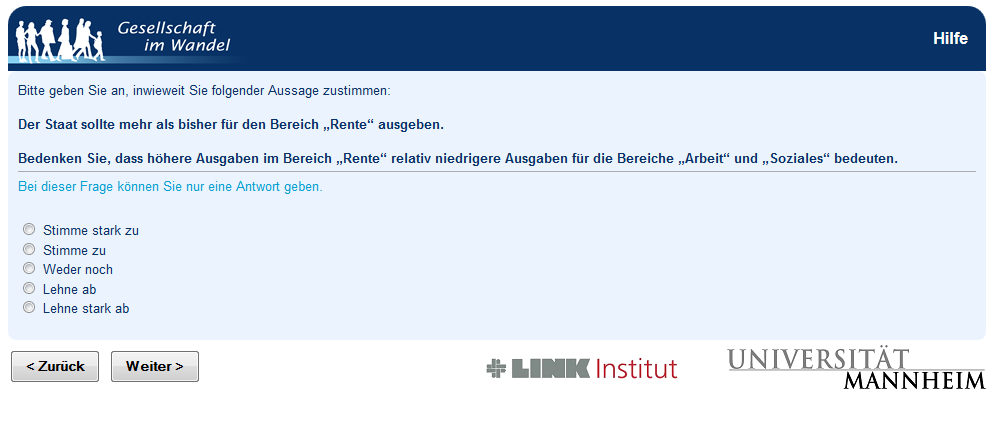 Gesellschaft
im Wandel
Hilfe
Bitte geben Sie an, inwieweit Sie folgender Aussage zustimmen:
Der Staat sollte mehr als bisher für den Bereich „Rente“ ausgeben.
Bedenken Sie, dass höhere Ausgaben im Bereich „Rente“ relativ niedrigere Ausgaben für die Bereiche „Arbeit“ und „Soziales“ bedeuten.
Bei dieser Frage können Sie nur eine Antwort geben.
Stimme stark zu
Stimme zu
Weder noch
Lehne ab
Lehne stark ab
< Zurück Weiter >
LINK Institut
UNIVERSITÄT
MANNHEIM